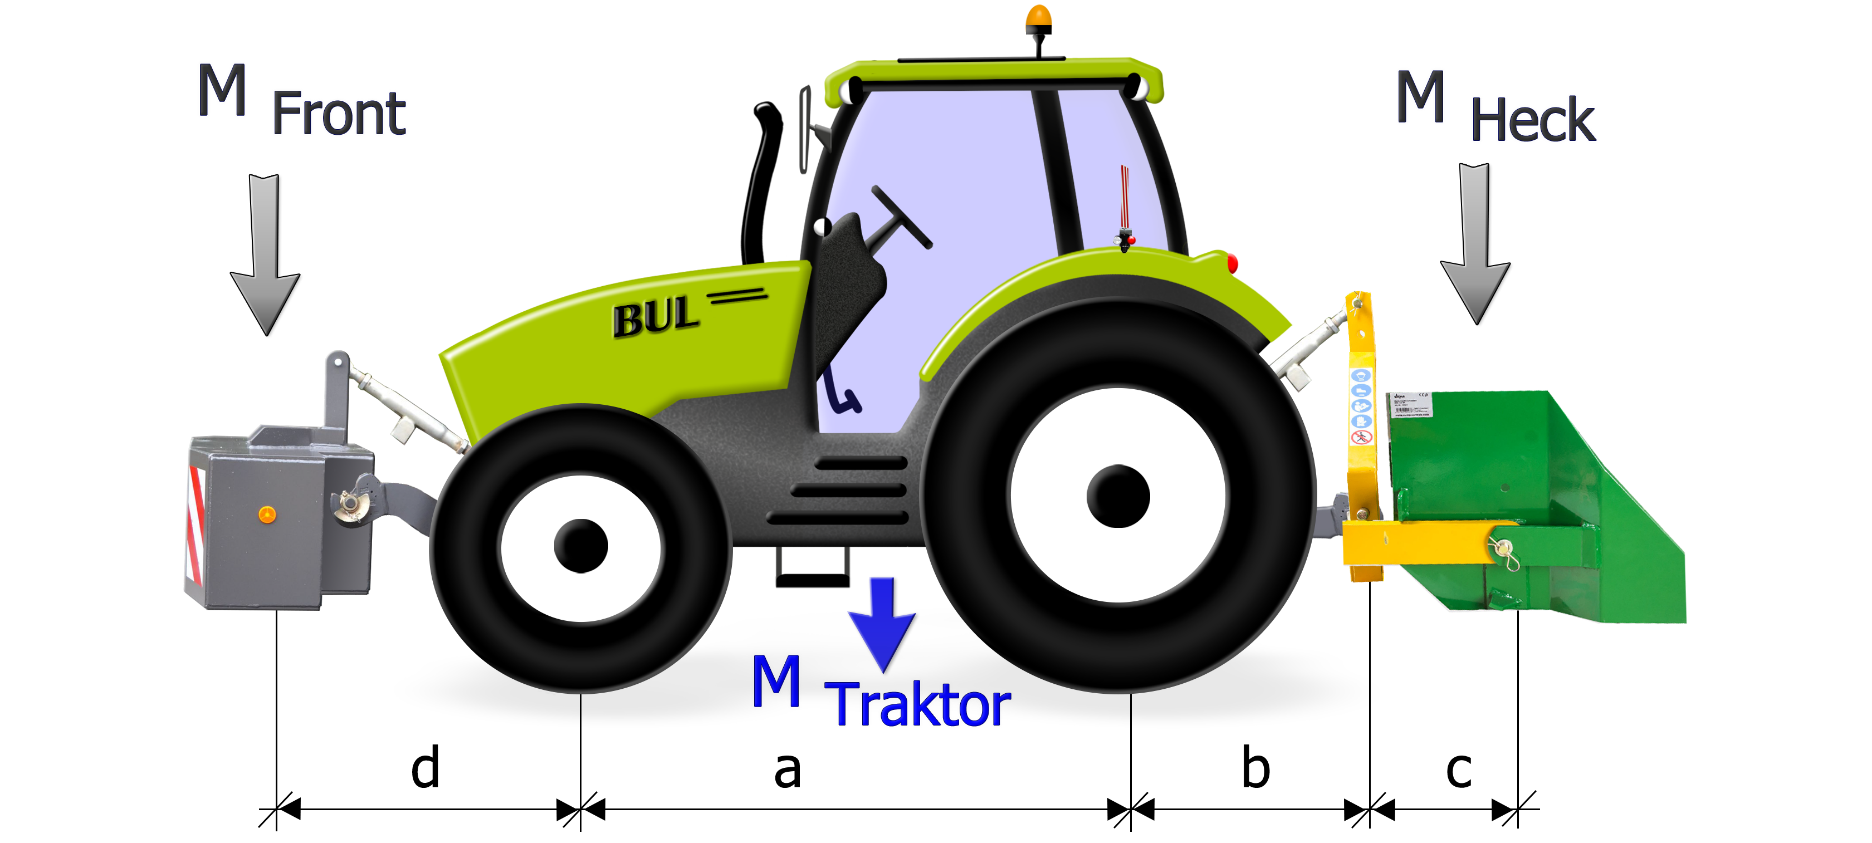 M Front
M Heck
BUL
M Traktor
d
a
b
c